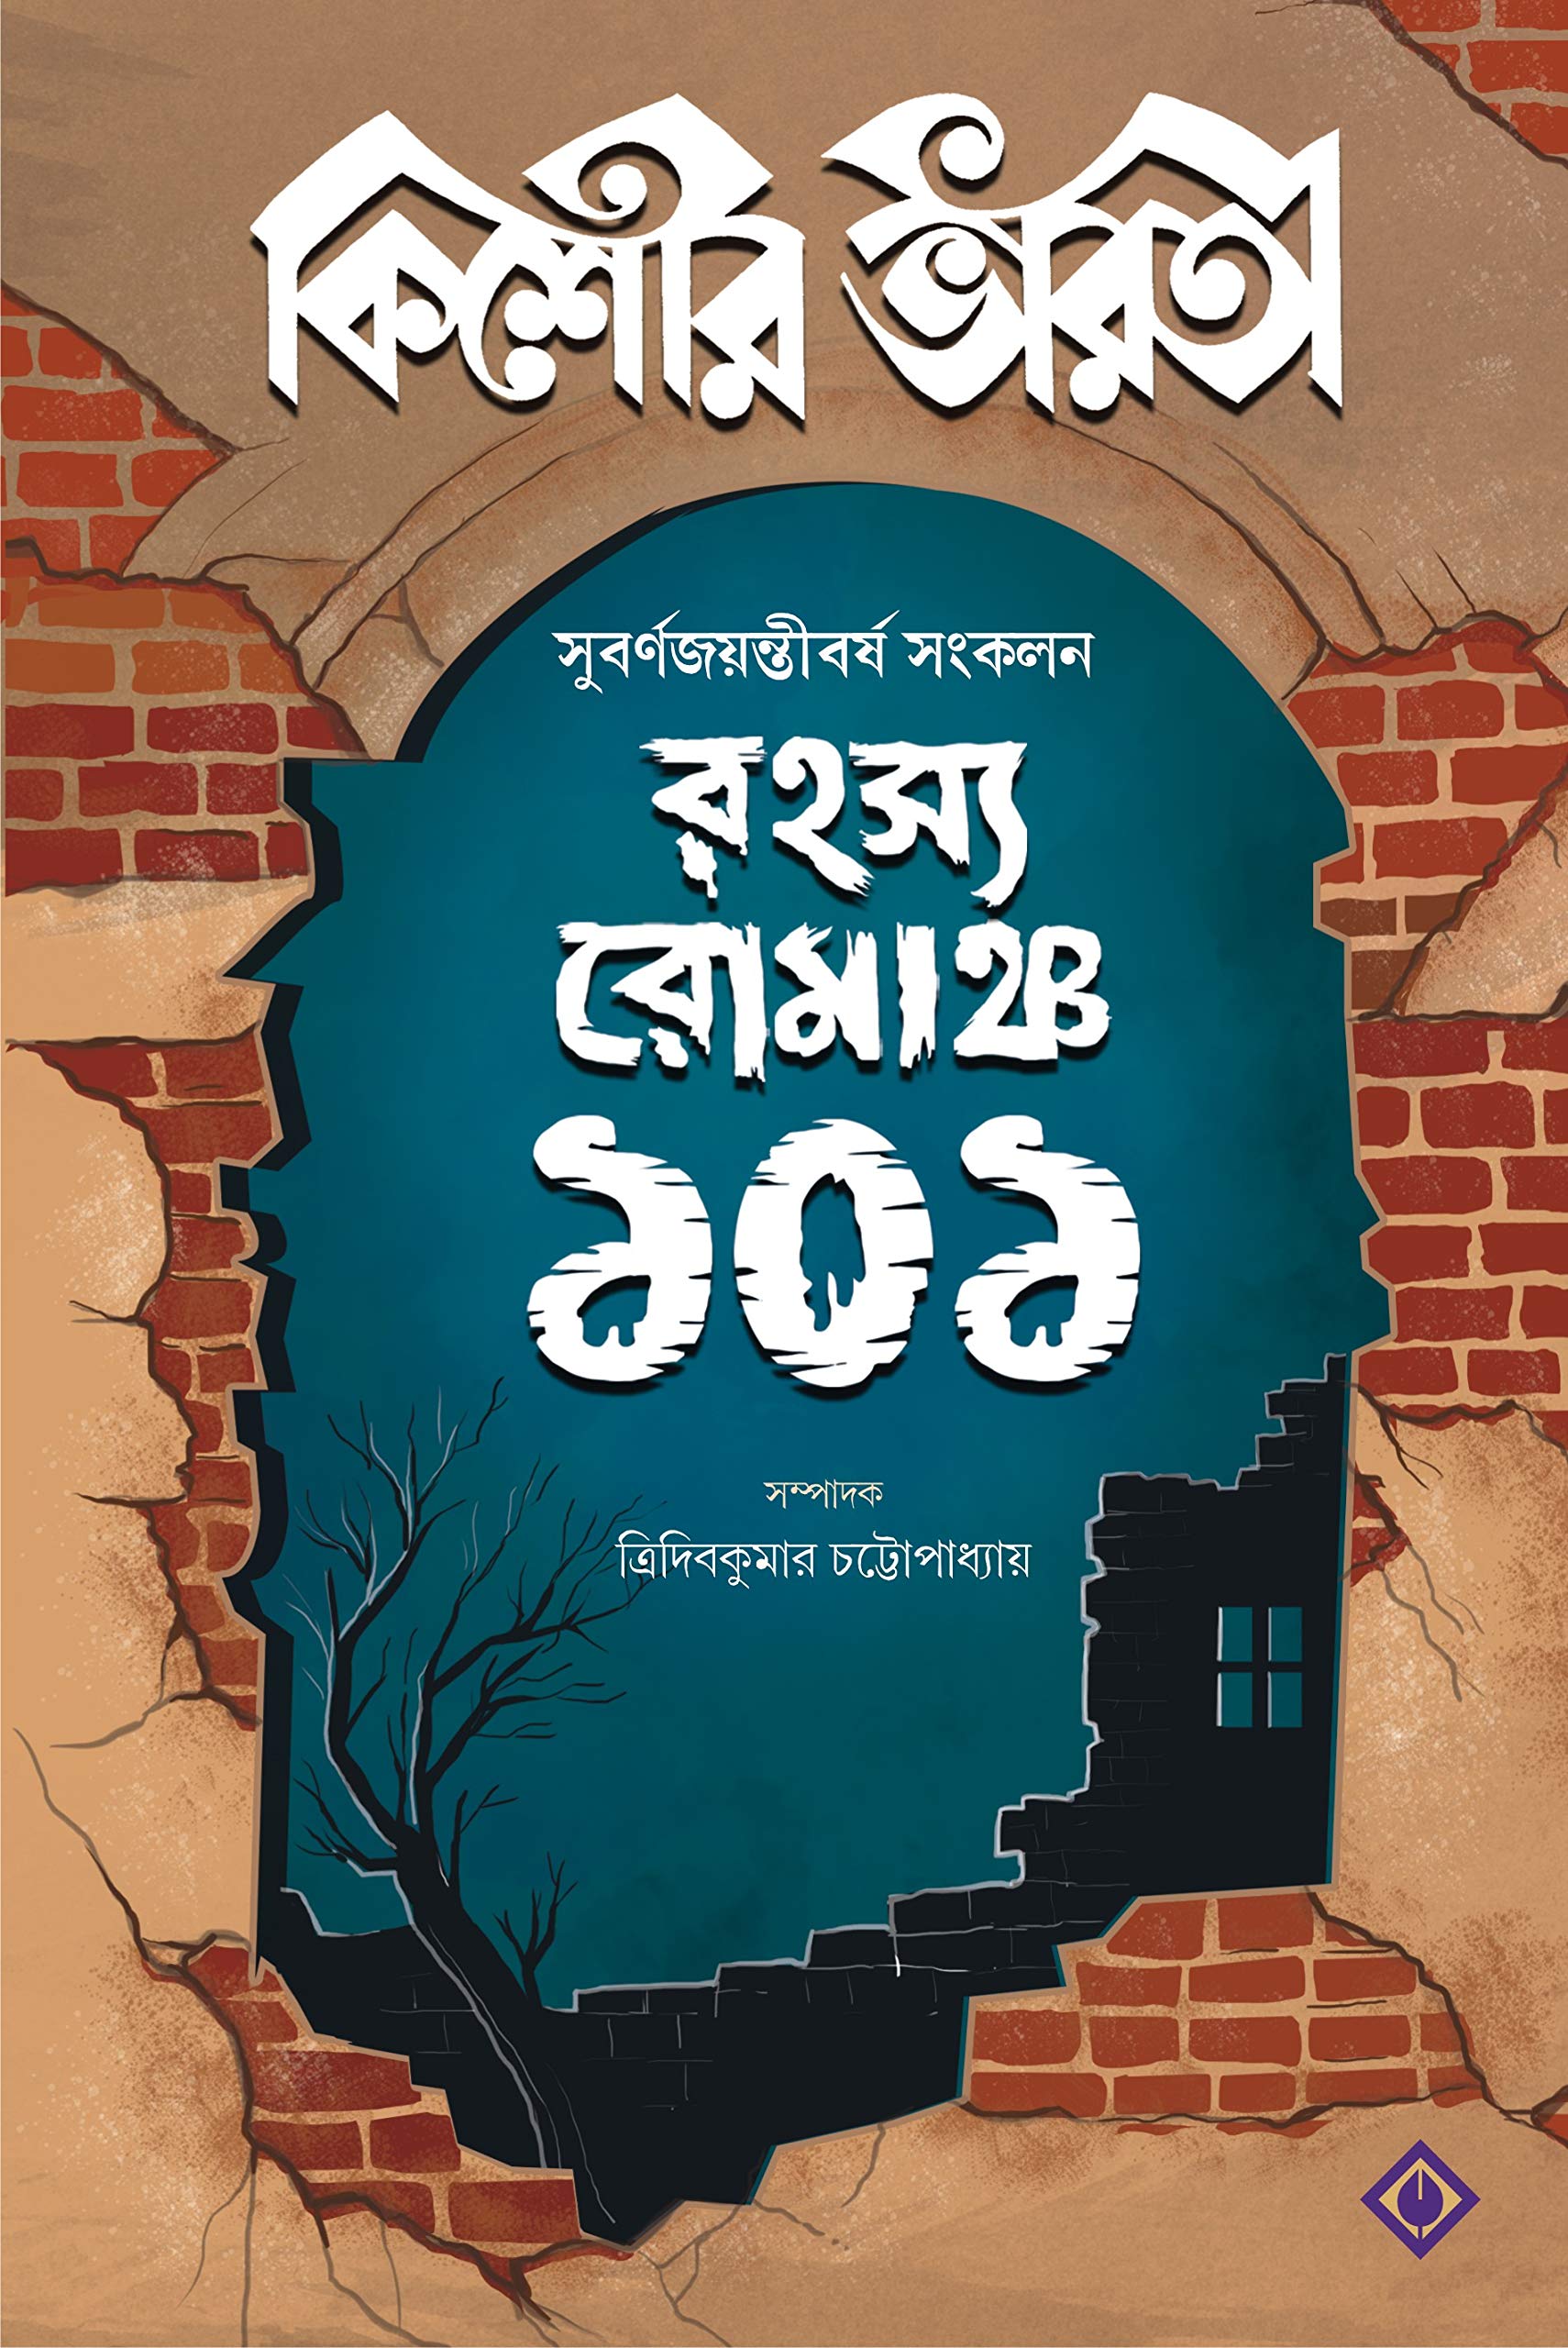 কিশোর ভারতী
সুবর্ণজয়ন্তীবর্ষ সংকলন
রহস্য
রোমাঞ্চ
১০১
সম্পাদক
ত্রিদিবকুমার চট্টোপাধ্যায়